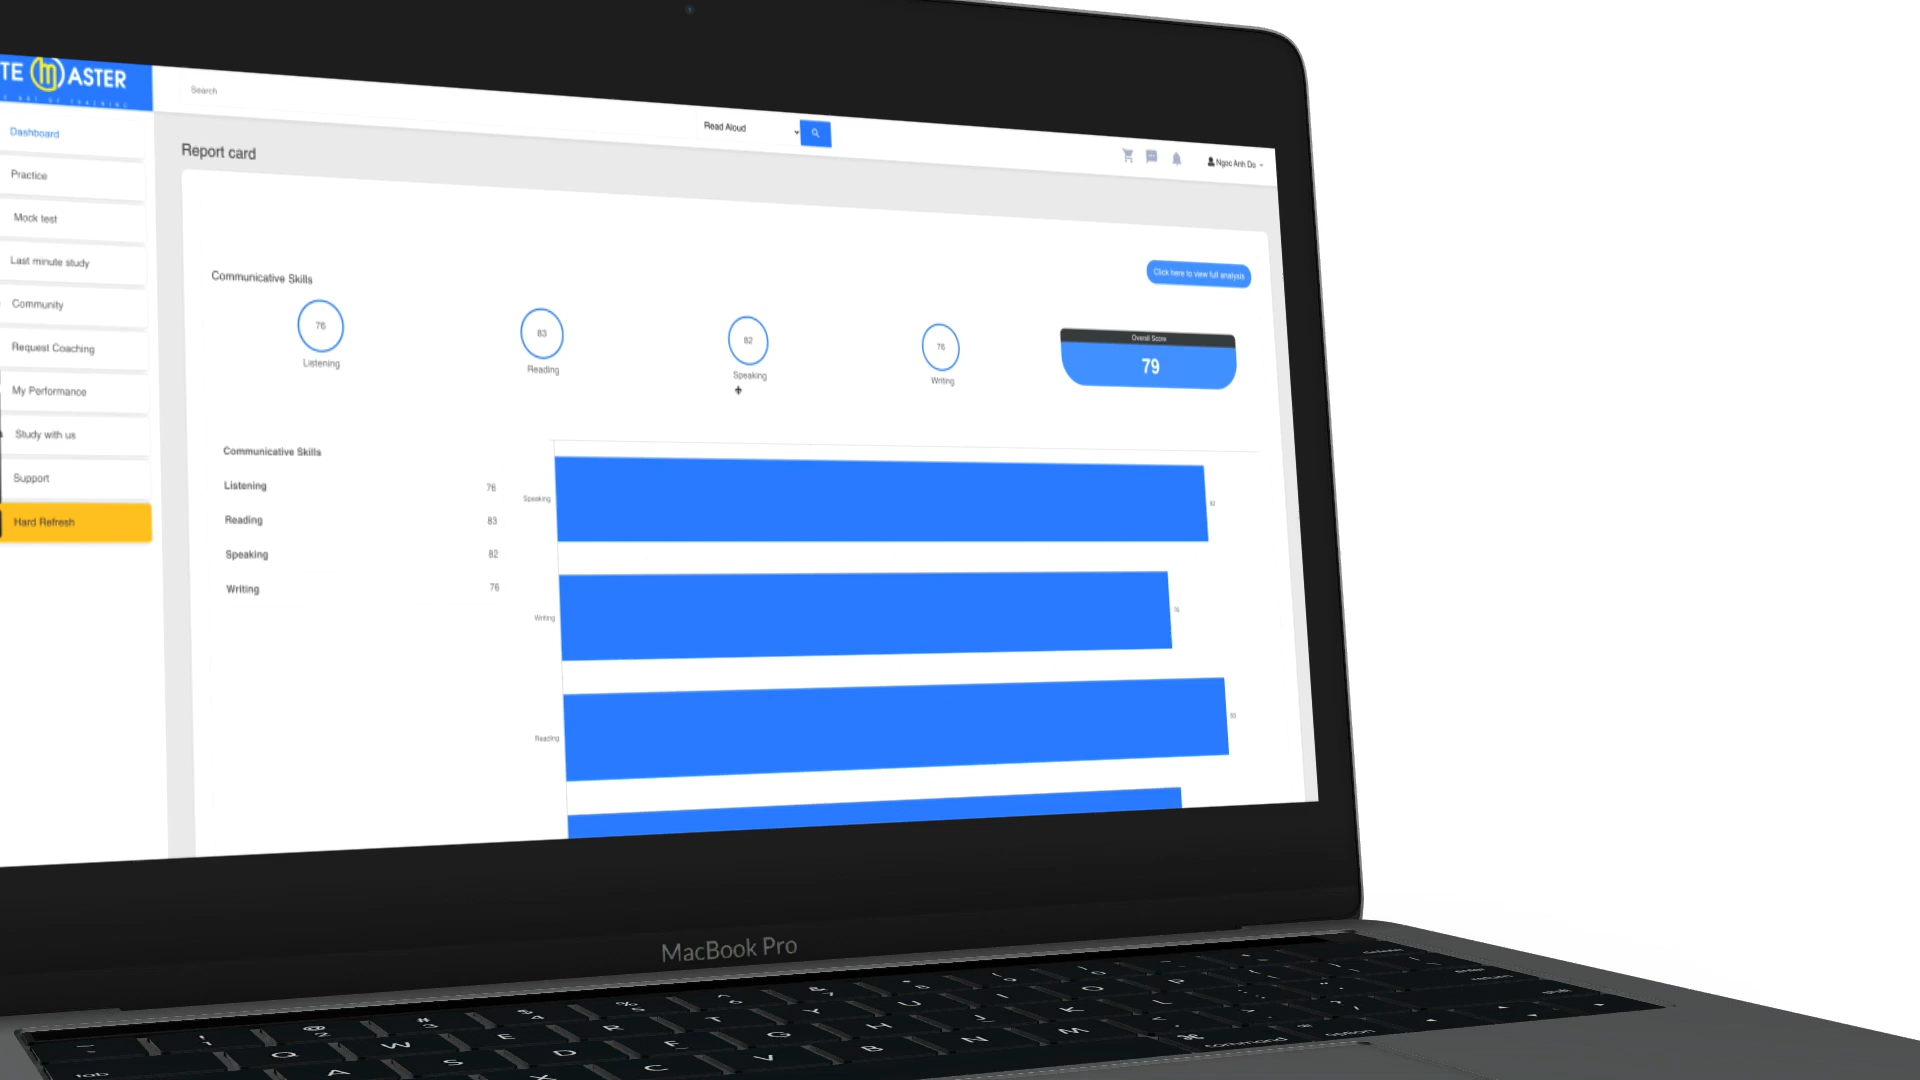 TE m ASTER
Search
Read Aloud
Ngoc Anh Do
Dashboard
Practice
Mock test
Last minute study
Community
Request Coaching
My Performance
Study with us
Support
Hard Refresh
Report card
Communicative Skills
Click here to view full analysis
76
Listening
83
Reading
82
Speaking
76
Writing
Overall Score
79
Communicative Skills
Listening 76
Reading 83
Speaking 82
Writing 76
Speaking
Writing
Reading
MacBook Pro
tab
Q W E R T Y U I O P
A S D F G H J K L
X C V B N M
command
option